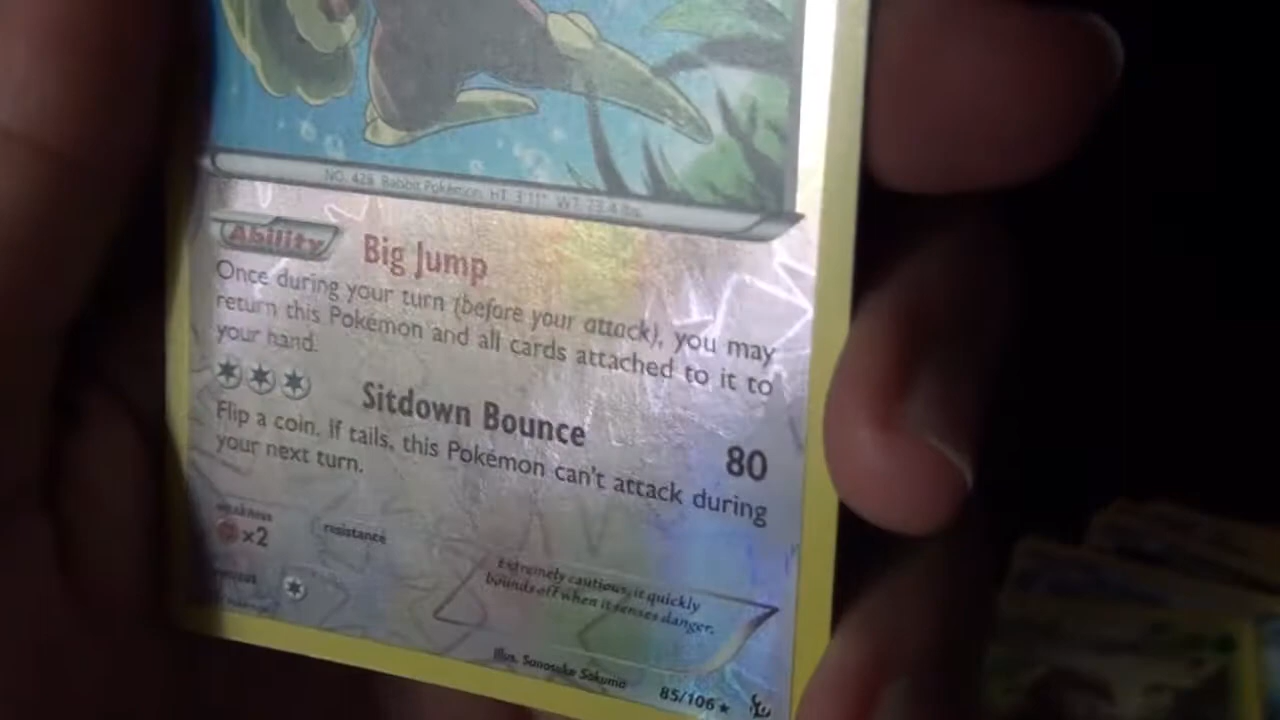 NO. 428 Rabbit Pokémon HT: 3'11" WT: 73.4 lbs.
Ability Big Jump
Once during your turn (before your attack), you may
return this Pokémon and all cards attached to it to
your hand.
Sitdown Bounce 80
Flip a coin. If tails, this Pokémon can't attack during
your next turn.
weakness resistance
×2
Extremely cautious, it quickly
bounds off when it senses danger.
Illus. Sanosuke Sakuma
85/106